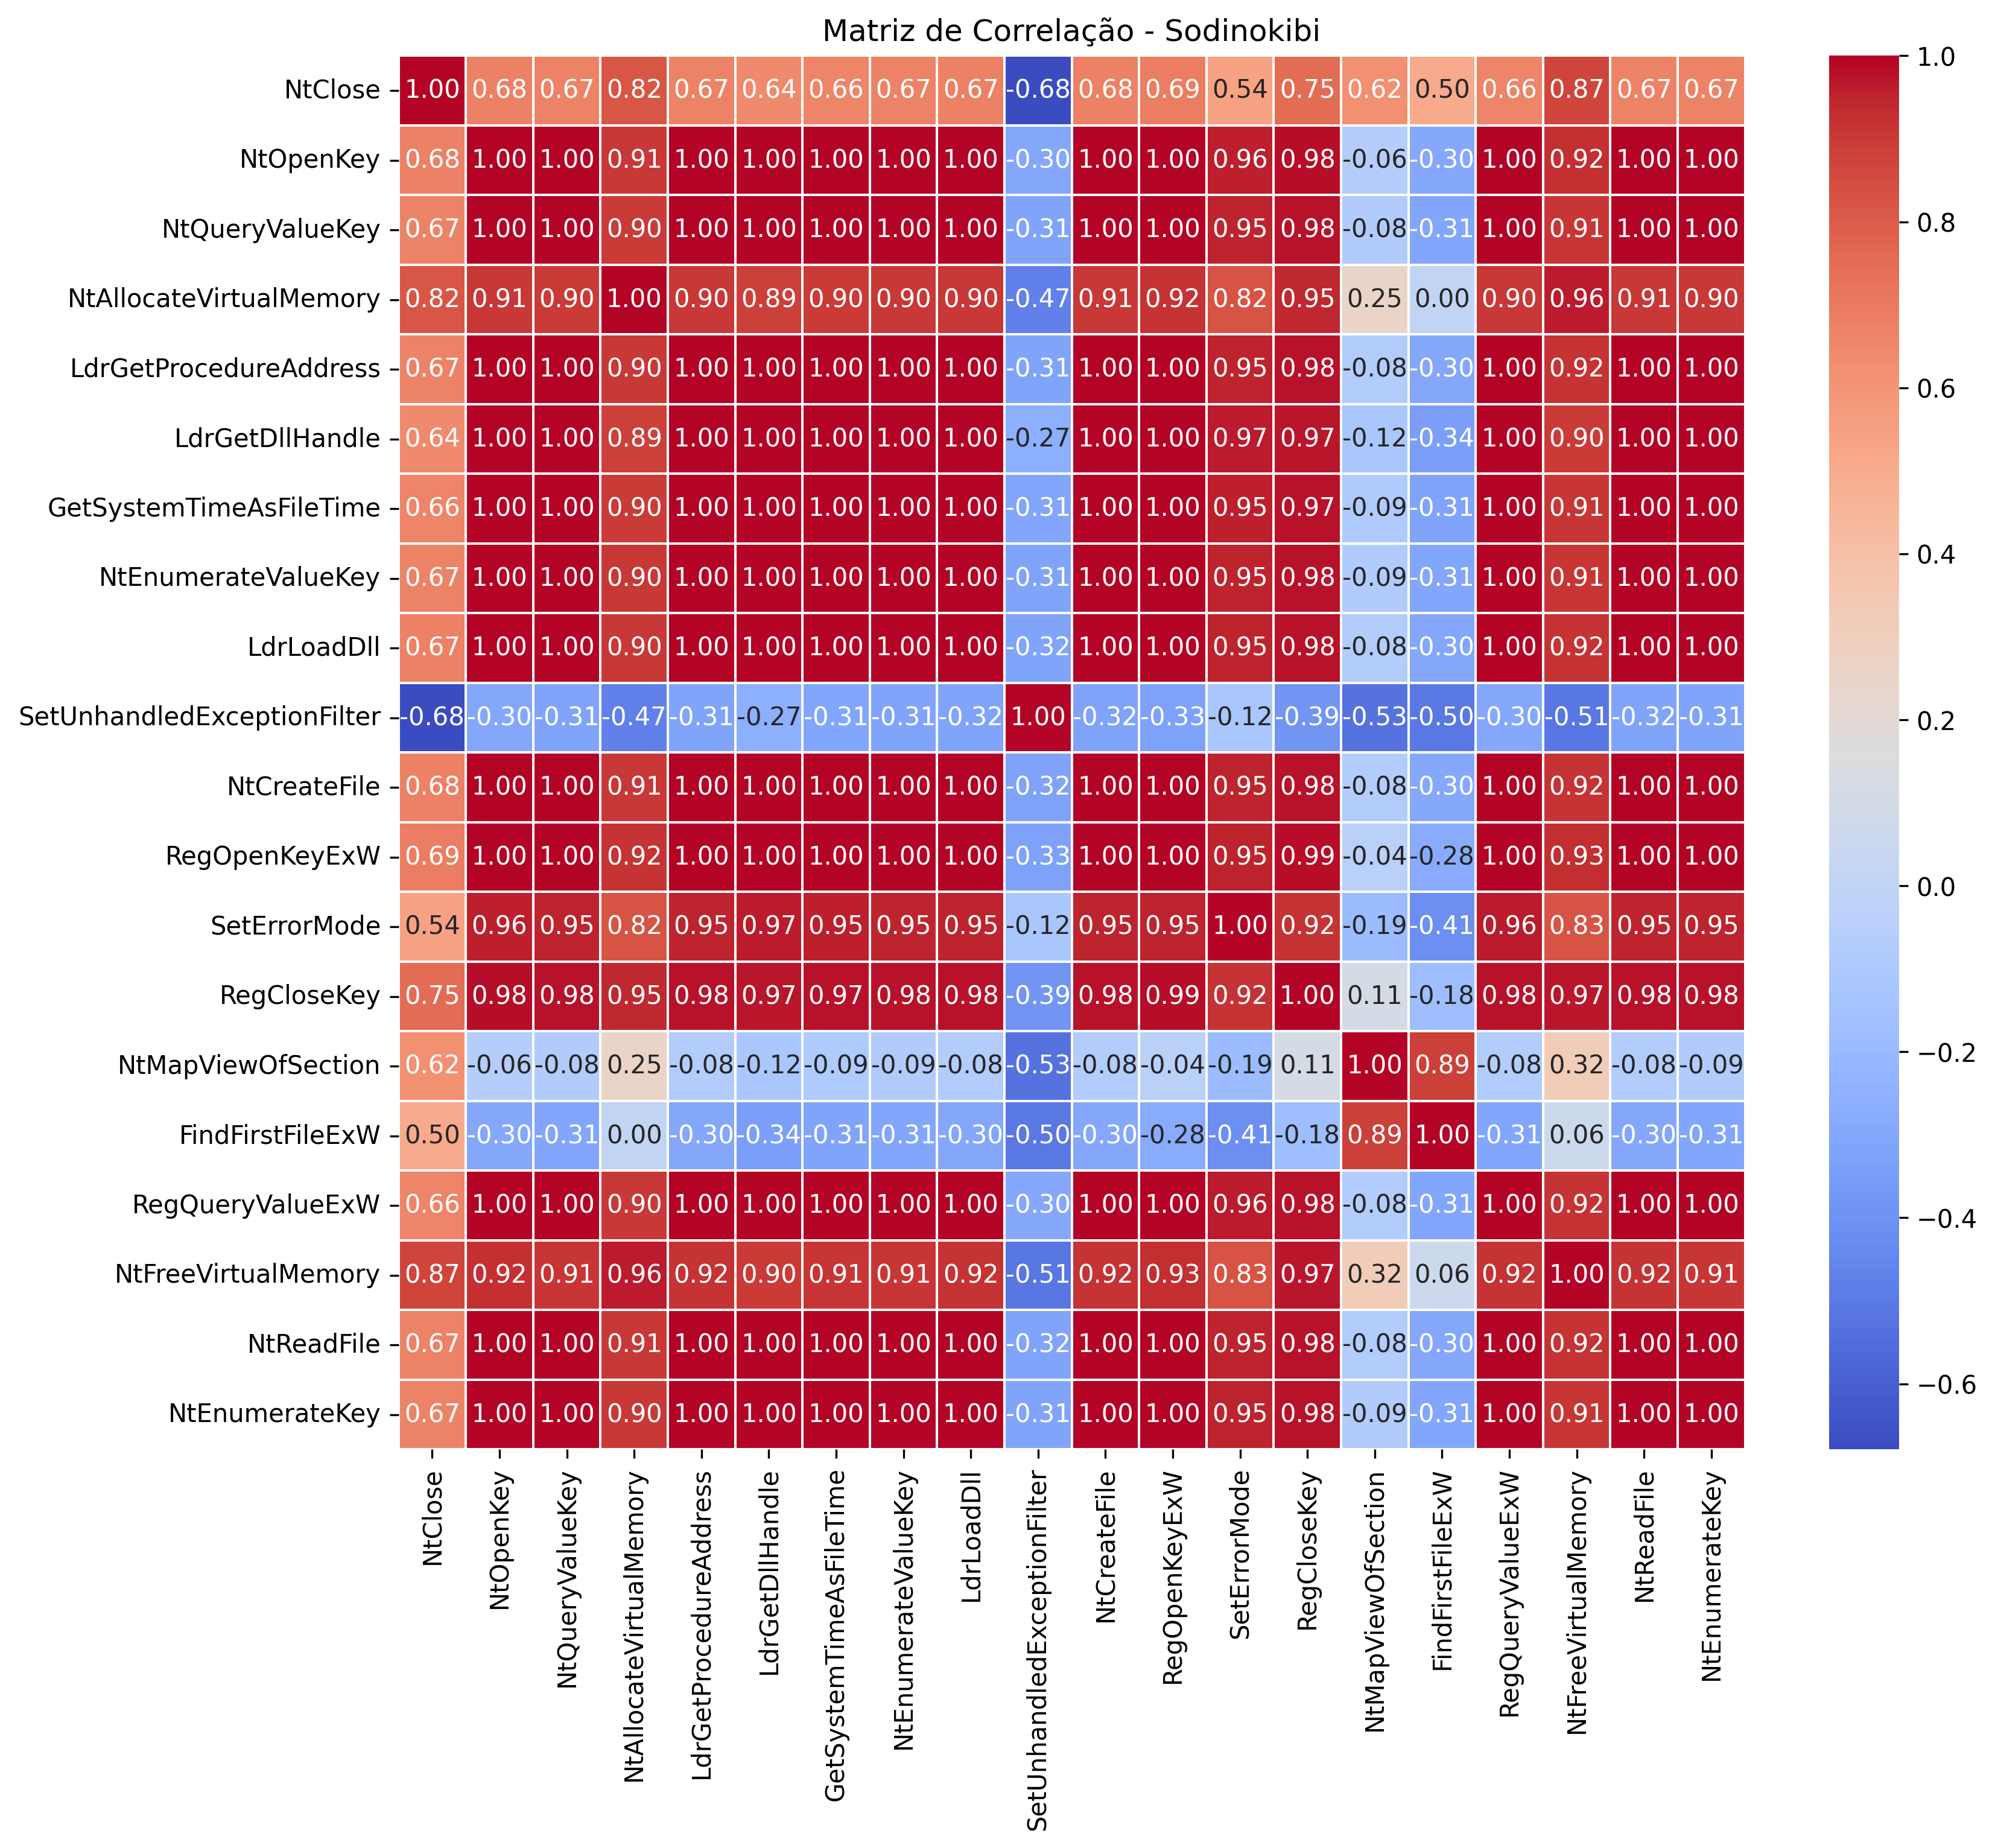 Matriz de Correlação - Sodinokibi
NtClose 1.00 0.68 0.67 0.82 0.67 0.64 0.66 0.67 0.67 -0.68 0.68 0.69 0.54 0.75 0.62 0.50 0.66 0.87 0.67 0.67
NtOpenKey 0.68 1.00 1.00 0.91 1.00 1.00 1.00 1.00 1.00 -0.30 1.00 1.00 0.96 0.98 -0.06 -0.30 1.00 0.92 1.00 1.00
NtQueryValueKey 0.67 1.00 1.00 0.90 1.00 1.00 1.00 1.00 1.00 -0.31 1.00 1.00 0.95 0.98 -0.08 -0.31 1.00 0.91 1.00 1.00
NtAllocateVirtualMemory 0.82 0.91 0.90 1.00 0.90 0.89 0.90 0.90 0.90 -0.47 0.91 0.92 0.82 0.95 0.25 0.00 0.90 0.96 0.91 0.90
LdrGetProcedureAddress 0.67 1.00 1.00 0.90 1.00 1.00 1.00 1.00 1.00 -0.31 1.00 1.00 0.95 0.98 -0.08 -0.30 1.00 0.92 1.00 1.00
LdrGetDllHandle 0.64 1.00 1.00 0.89 1.00 1.00 1.00 1.00 1.00 -0.27 1.00 1.00 0.97 0.97 -0.12 -0.34 1.00 0.90 1.00 1.00
GetSystemTimeAsFileTime 0.66 1.00 1.00 0.90 1.00 1.00 1.00 1.00 1.00 -0.31 1.00 1.00 0.95 0.97 -0.09 -0.31 1.00 0.91 1.00 1.00
NtEnumerateValueKey 0.67 1.00 1.00 0.90 1.00 1.00 1.00 1.00 1.00 -0.31 1.00 1.00 0.95 0.98 -0.09 -0.31 1.00 0.91 1.00 1.00
LdrLoadDll 0.67 1.00 1.00 0.90 1.00 1.00 1.00 1.00 1.00 -0.32 1.00 1.00 0.95 0.98 -0.08 -0.30 1.00 0.92 1.00 1.00
SetUnhandledExceptionFilter -0.68 -0.30 -0.31 -0.47 -0.31 -0.27 -0.31 -0.31 -0.32 1.00 -0.32 -0.33 -0.12 -0.39 -0.53 -0.50 -0.30 -0.51 -0.32 -0.31
NtCreateFile 0.68 1.00 1.00 0.91 1.00 1.00 1.00 1.00 1.00 -0.32 1.00 1.00 0.95 0.98 -0.08 -0.30 1.00 0.92 1.00 1.00
RegOpenKeyExW 0.69 1.00 1.00 0.92 1.00 1.00 1.00 1.00 1.00 -0.33 1.00 1.00 0.95 0.99 -0.04 -0.28 1.00 0.93 1.00 1.00
SetErrorMode 0.54 0.96 0.95 0.82 0.95 0.97 0.95 0.95 0.95 -0.12 0.95 0.95 1.00 0.92 -0.19 -0.41 0.96 0.83 0.95 0.95
RegCloseKey 0.75 0.98 0.98 0.95 0.98 0.97 0.97 0.98 0.98 -0.39 0.98 0.99 0.92 1.00 0.11 -0.18 0.98 0.97 0.98 0.98
NtMapViewOfSection 0.62 -0.06 -0.08 0.25 -0.08 -0.12 -0.09 -0.09 -0.08 -0.53 -0.08 -0.04 -0.19 0.11 1.00 0.89 -0.08 0.32 -0.08 -0.09
FindFirstFileExW 0.50 -0.30 -0.31 0.00 -0.30 -0.34 -0.31 -0.31 -0.30 -0.50 -0.30 -0.28 -0.41 -0.18 0.89 1.00 -0.31 0.06 -0.30 -0.31
RegQueryValueExW 0.66 1.00 1.00 0.90 1.00 1.00 1.00 1.00 1.00 -0.30 1.00 1.00 0.96 0.98 -0.08 -0.31 1.00 0.92 1.00 1.00
NtFreeVirtualMemory 0.87 0.92 0.91 0.96 0.92 0.90 0.91 0.91 0.92 -0.51 0.92 0.93 0.83 0.97 0.32 0.06 0.92 1.00 0.92 0.91
NtReadFile 0.67 1.00 1.00 0.91 1.00 1.00 1.00 1.00 1.00 -0.32 1.00 1.00 0.95 0.98 -0.08 -0.30 1.00 0.92 1.00 1.00
NtEnumerateKey 0.67 1.00 1.00 0.90 1.00 1.00 1.00 1.00 1.00 -0.31 1.00 1.00 0.95 0.98 -0.09 -0.31 1.00 0.91 1.00 1.00
NtClose
NtOpenKey
NtQueryValueKey
NtAllocateVirtualMemory
LdrGetProcedureAddress
LdrGetDllHandle
GetSystemTimeAsFileTime
NtEnumerateValueKey
LdrLoadDll
SetUnhandledExceptionFilter
NtCreateFile
RegOpenKeyExW
SetErrorMode
RegCloseKey
NtMapViewOfSection
FindFirstFileExW
RegQueryValueExW
NtFreeVirtualMemory
NtReadFile
NtEnumerateKey
1.0
0.8
0.6
0.4
0.2
0.0
−0.2
−0.4
−0.6